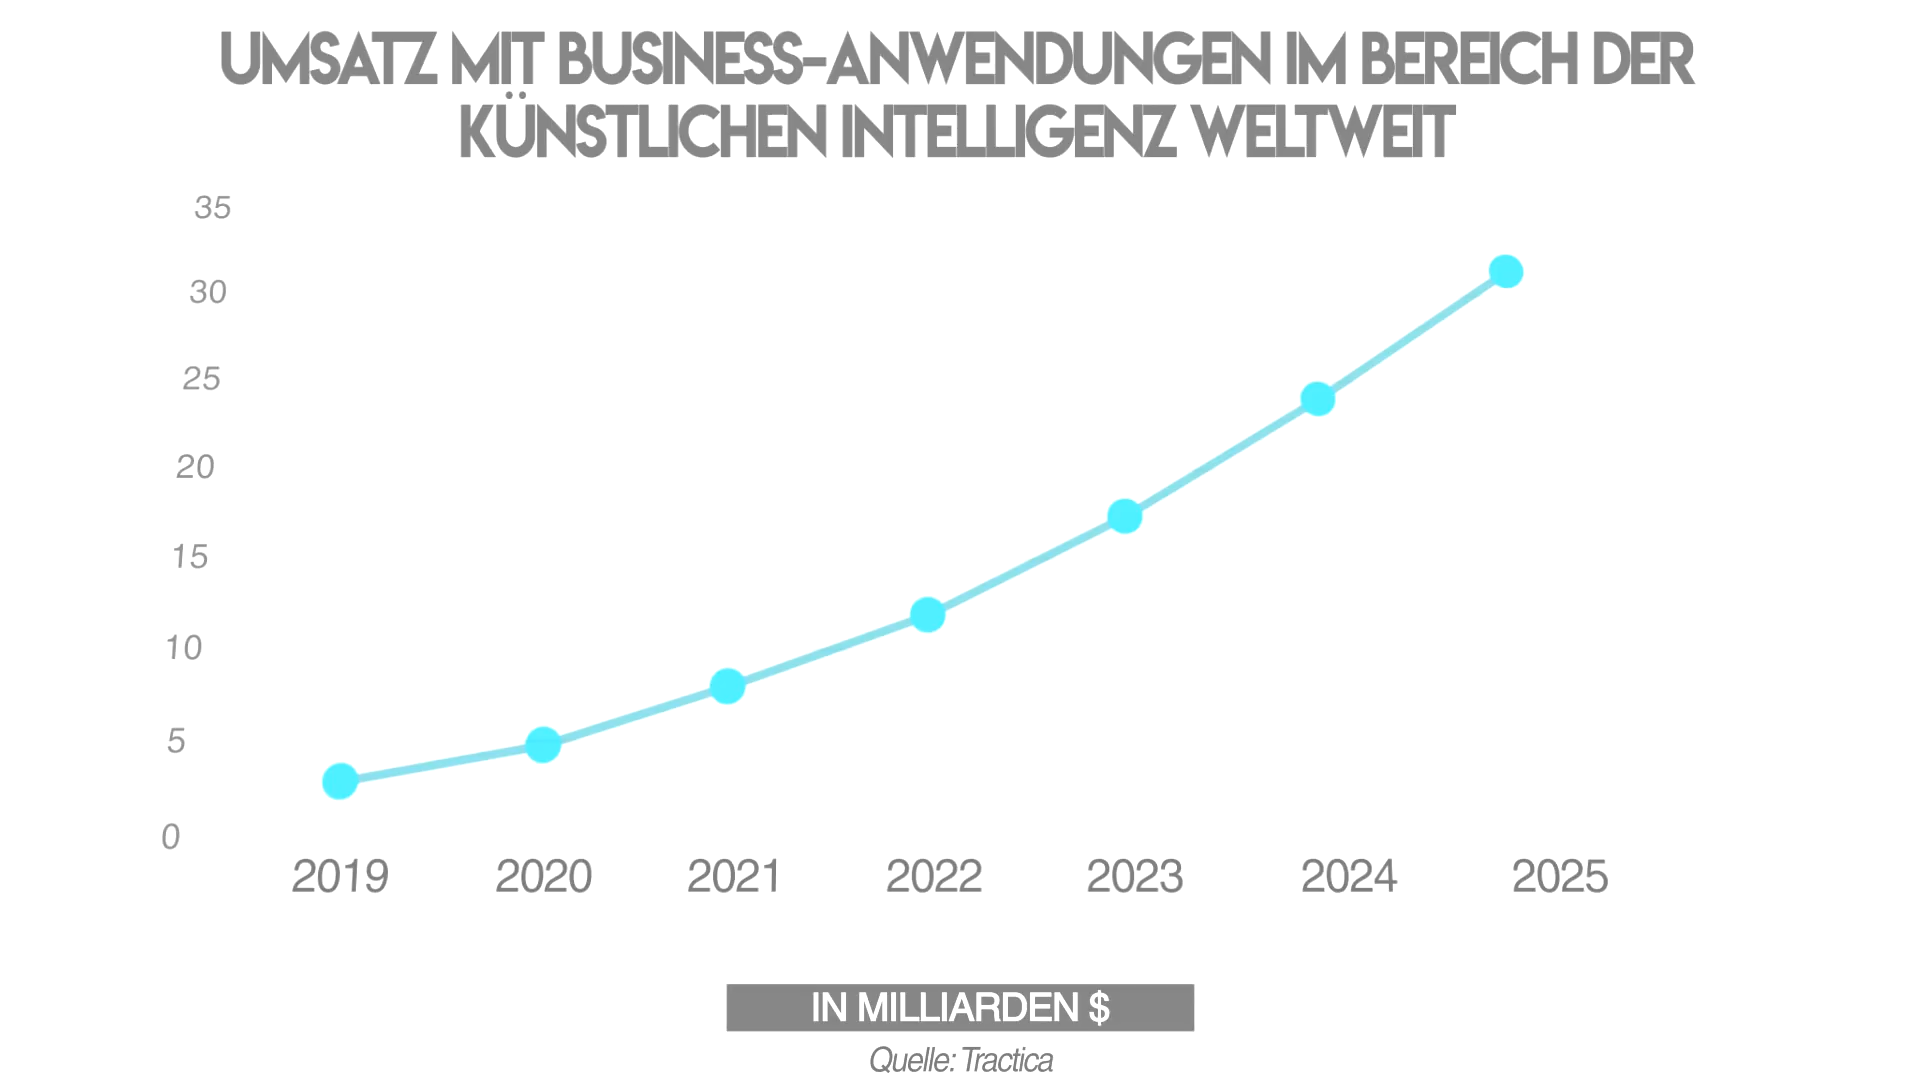 UMSATZ MIT BUSINESS-ANWENDUNGEN IM BEREICH DER
KÜNSTLICHEN INTELLIGENZ WELTWEIT
35
30
25
20
15
10
5
0
2019 2020 2021 2022 2023 2024 2025
IN MILLIARDEN $
Quelle: Tractica